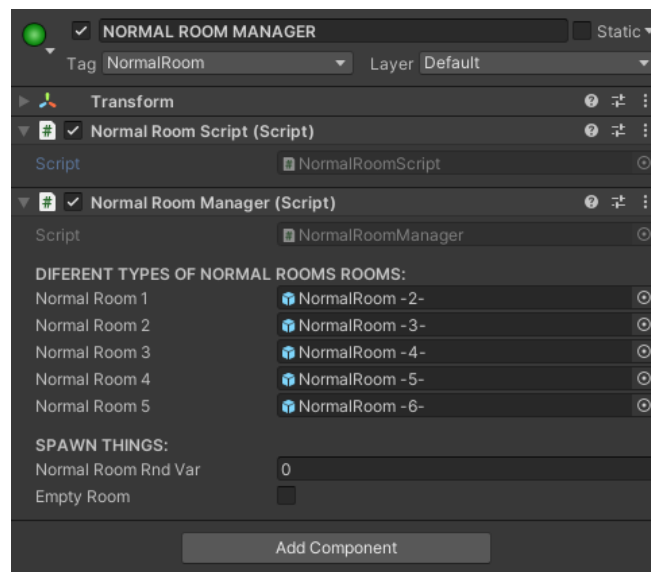 NORMAL ROOM MANAGER Static
Tag NormalRoom Layer Default
Transform
# Normal Room Script (Script)
Script # NormalRoomScript
# Normal Room Manager (Script)
Script # NormalRoomManager
DIFERENT TYPES OF NORMAL ROOMS ROOMS:
Normal Room 1 NormalRoom -2-
Normal Room 2 NormalRoom -3-
Normal Room 3 NormalRoom -4-
Normal Room 4 NormalRoom -5-
Normal Room 5 NormalRoom -6-
SPAWN THINGS:
Normal Room Rnd Var 0
Empty Room
Add Component